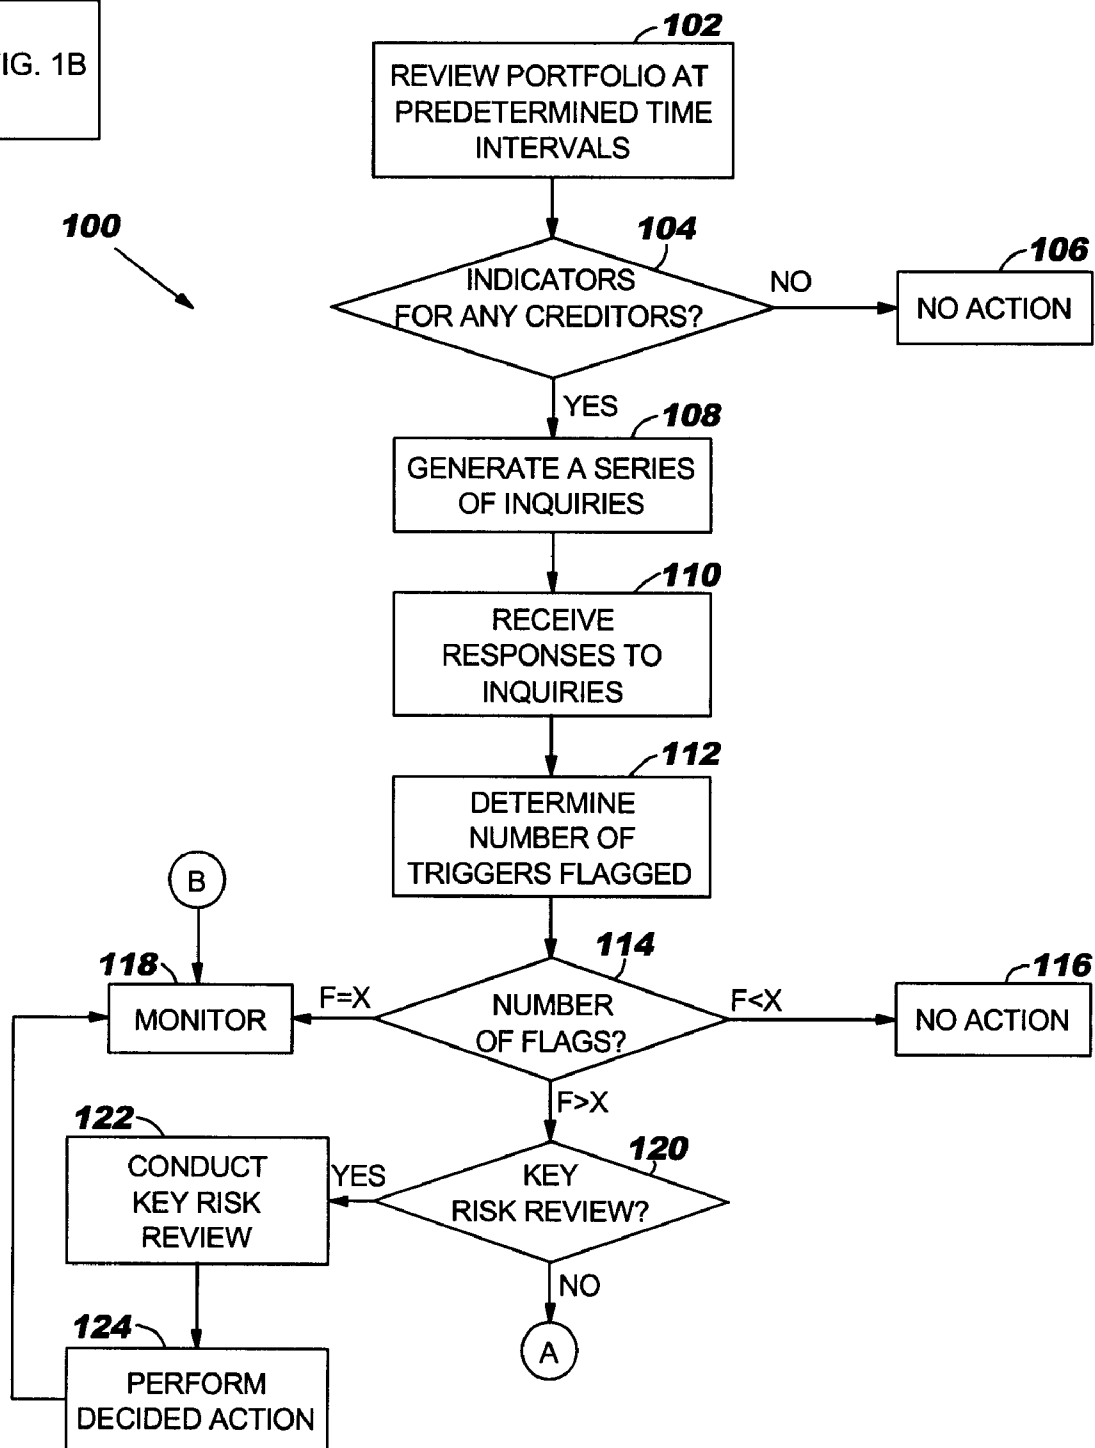 102
REVIEW PORTFOLIO AT
PREDETERMINED TIME
INTERVALS
FIG. 1B
100
104
INDICATORS
FOR ANY CREDITORS?
NO
106
NO ACTION
YES
108
GENERATE A SERIES
OF INQUIRIES
110
RECEIVE
RESPONSES TO
INQUIRIES
112
DETERMINE
NUMBER OF
TRIGGERS FLAGGED
B
118
MONITOR
F=X
114
NUMBER
OF FLAGS?
F<X
116
NO ACTION
F>X
122
CONDUCT
KEY RISK
REVIEW
YES
120
KEY
RISK REVIEW?
NO
A
124
PERFORM
DECIDED ACTION